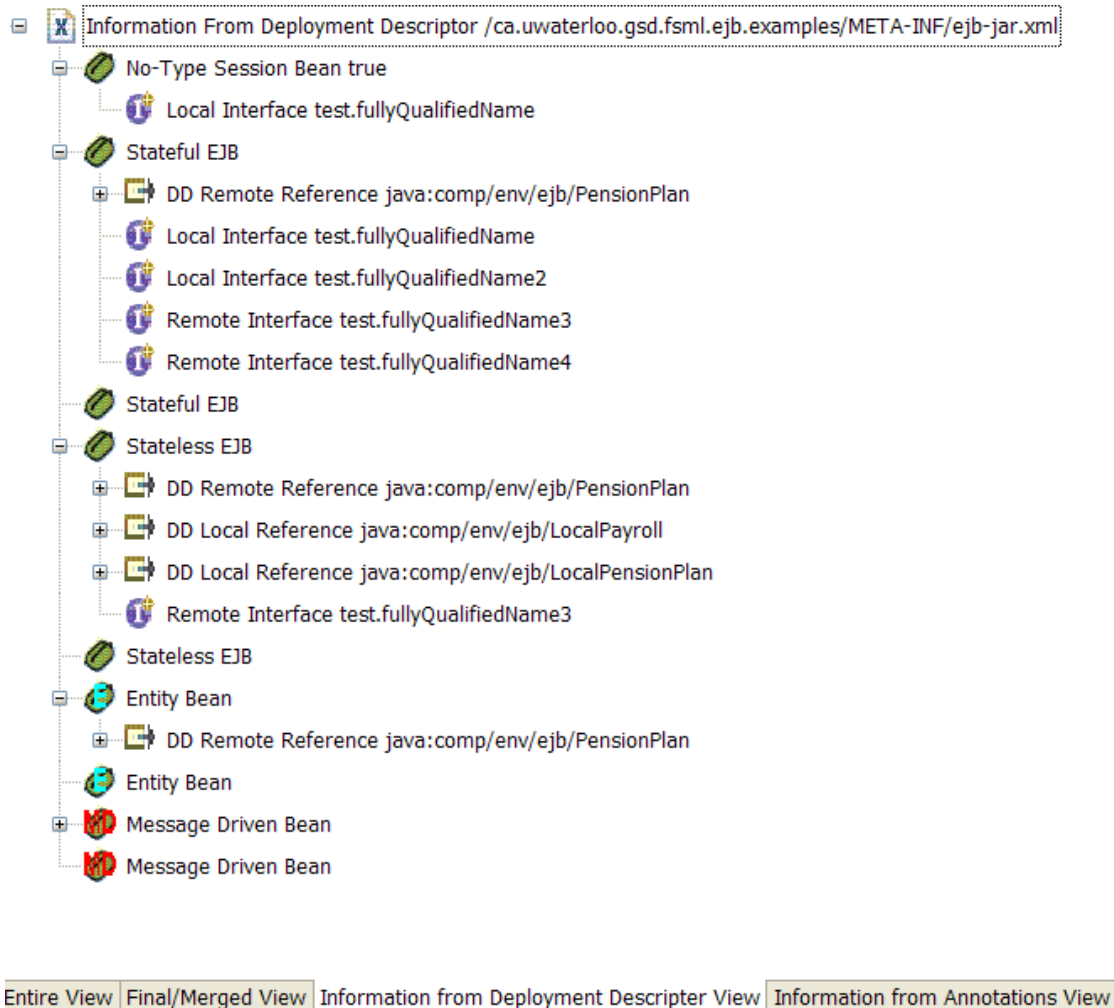 Information From Deployment Descriptor /ca.uwaterloo.gsd.fsml.ejb.examples/META-INF/ejb-jar.xml
No-Type Session Bean true
Local Interface test.fullyQualifiedName
Stateful EJB
DD Remote Reference java:comp/env/ejb/PensionPlan
Local Interface test.fullyQualifiedName
Local Interface test.fullyQualifiedName2
Remote Interface test.fullyQualifiedName3
Remote Interface test.fullyQualifiedName4
Stateful EJB
Stateless EJB
DD Remote Reference java:comp/env/ejb/PensionPlan
DD Local Reference java:comp/env/ejb/LocalPayroll
DD Local Reference java:comp/env/ejb/LocalPensionPlan
Remote Interface test.fullyQualifiedName3
Stateless EJB
Entity Bean
DD Remote Reference java:comp/env/ejb/PensionPlan
Entity Bean
Message Driven Bean
Message Driven Bean
Entire View Final/Merged View Information from Deployment Descripter View Information from Annotations View